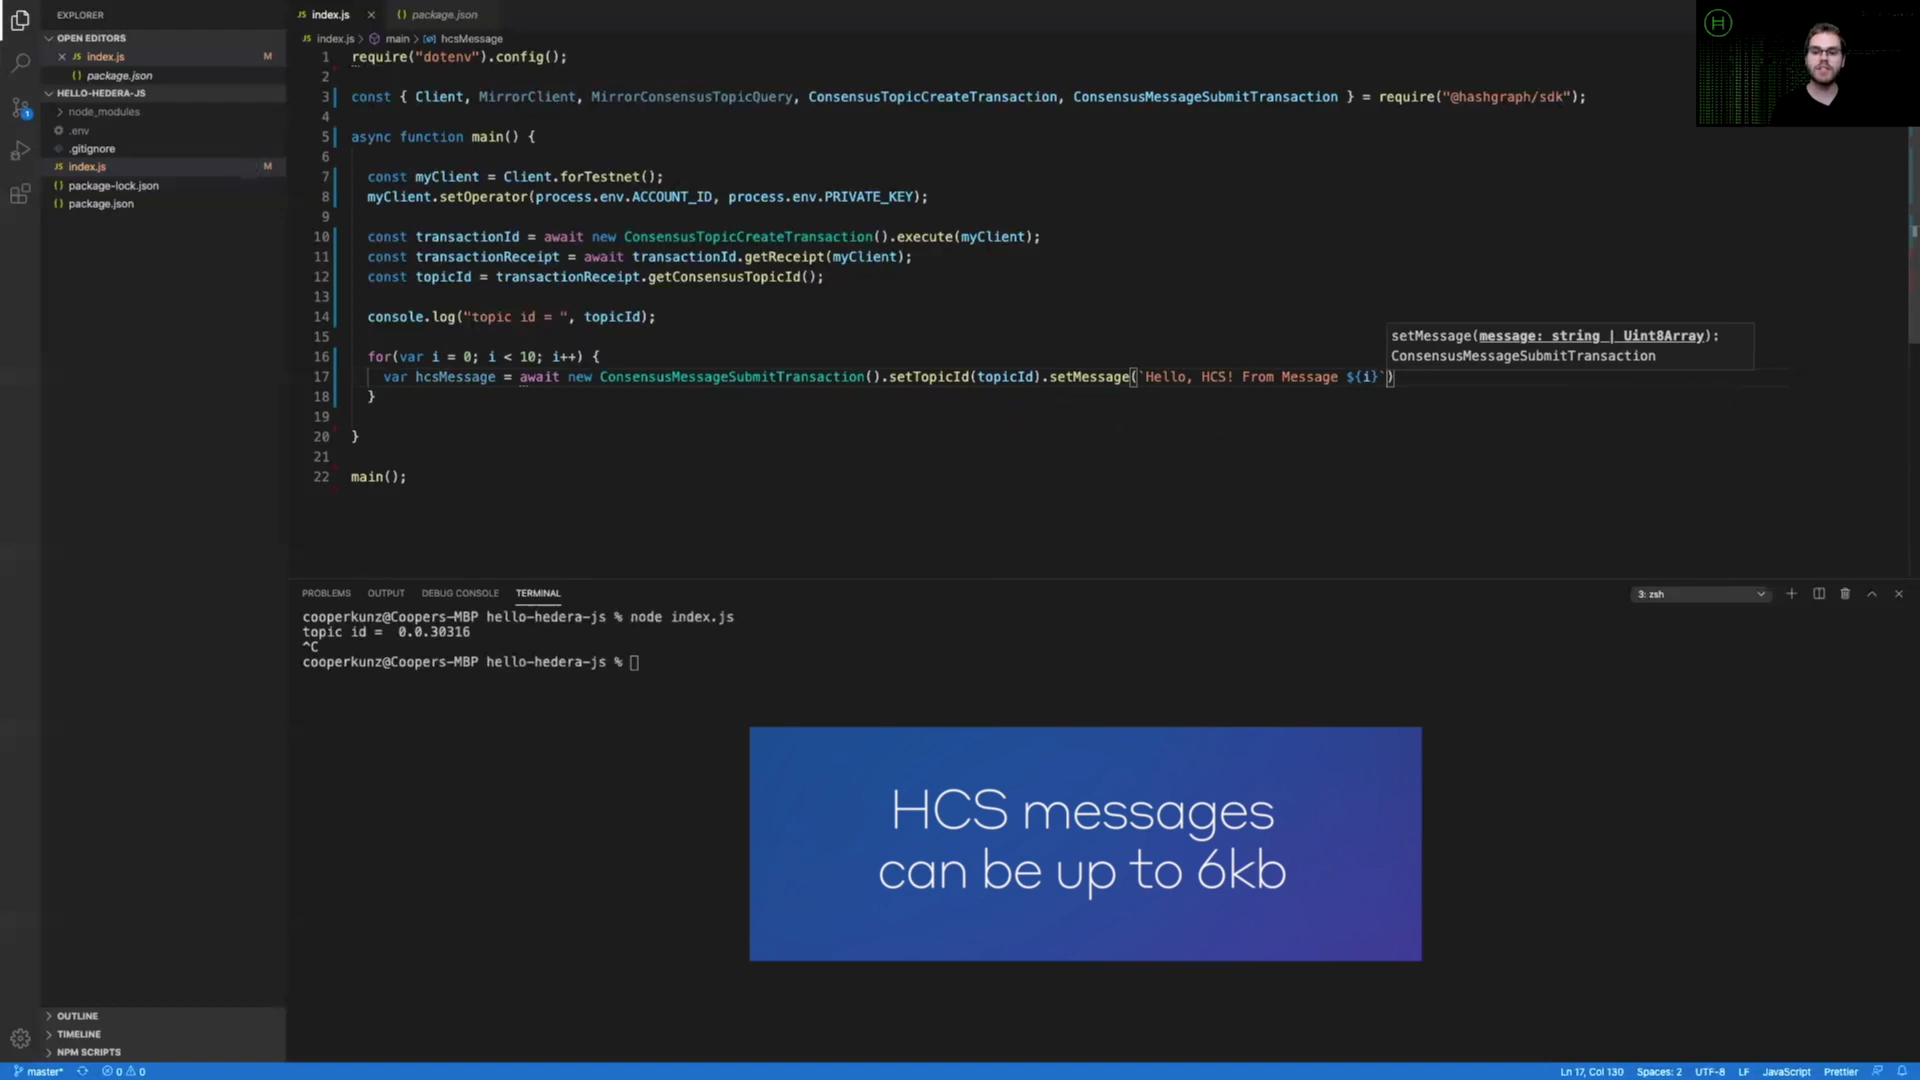 EXPLORER
OPEN EDITORS
JS index.js M
{} package.json
HELLO-HEDERA-JS
node_modules
.env
.gitignore
JS index.js M
{} package-lock.json
{} package.json
OUTLINE
TIMELINE
NPM SCRIPTS
JS index.js
{} package.json
JS index.js > main > hcsMessage
1 require("dotenv").config();
2
3 const { Client, MirrorClient, MirrorConsensusTopicQuery, ConsensusTopicCreateTransaction, ConsensusMessageSubmitTransaction } = require("@hashgraph/sdk");
4
5 async function main() {
6
7 const myClient = Client.forTestnet();
8 myClient.setOperator(process.env.ACCOUNT_ID, process.env.PRIVATE_KEY);
9
10 const transactionId = await new ConsensusTopicCreateTransaction().execute(myClient);
11 const transactionReceipt = await transactionId.getReceipt(myClient);
12 const topicId = transactionReceipt.getConsensusTopicId();
13
14 console.log("topic id = ", topicId);
15
16 for(var i = 0; i < 10; i++) {
17 var hcsMessage = await new ConsensusMessageSubmitTransaction().setTopicId(topicId).setMessage(`Hello, HCS! From Message ${i}`)
18 }
19
20 }
21
22 main();
setMessage(message: string | Uint8Array):
ConsensusMessageSubmitTransaction
H
PROBLEMS OUTPUT DEBUG CONSOLE TERMINAL
3: zsh
cooperkunz@Coopers-MBP hello-hedera-js % node index.js
topic id =  0.0.30316
^C
cooperkunz@Coopers-MBP hello-hedera-js %
HCS messages
can be up to 6kb
master* 0 0
Ln 17, Col 130 Spaces: 2 UTF-8 LF JavaScript Prettier